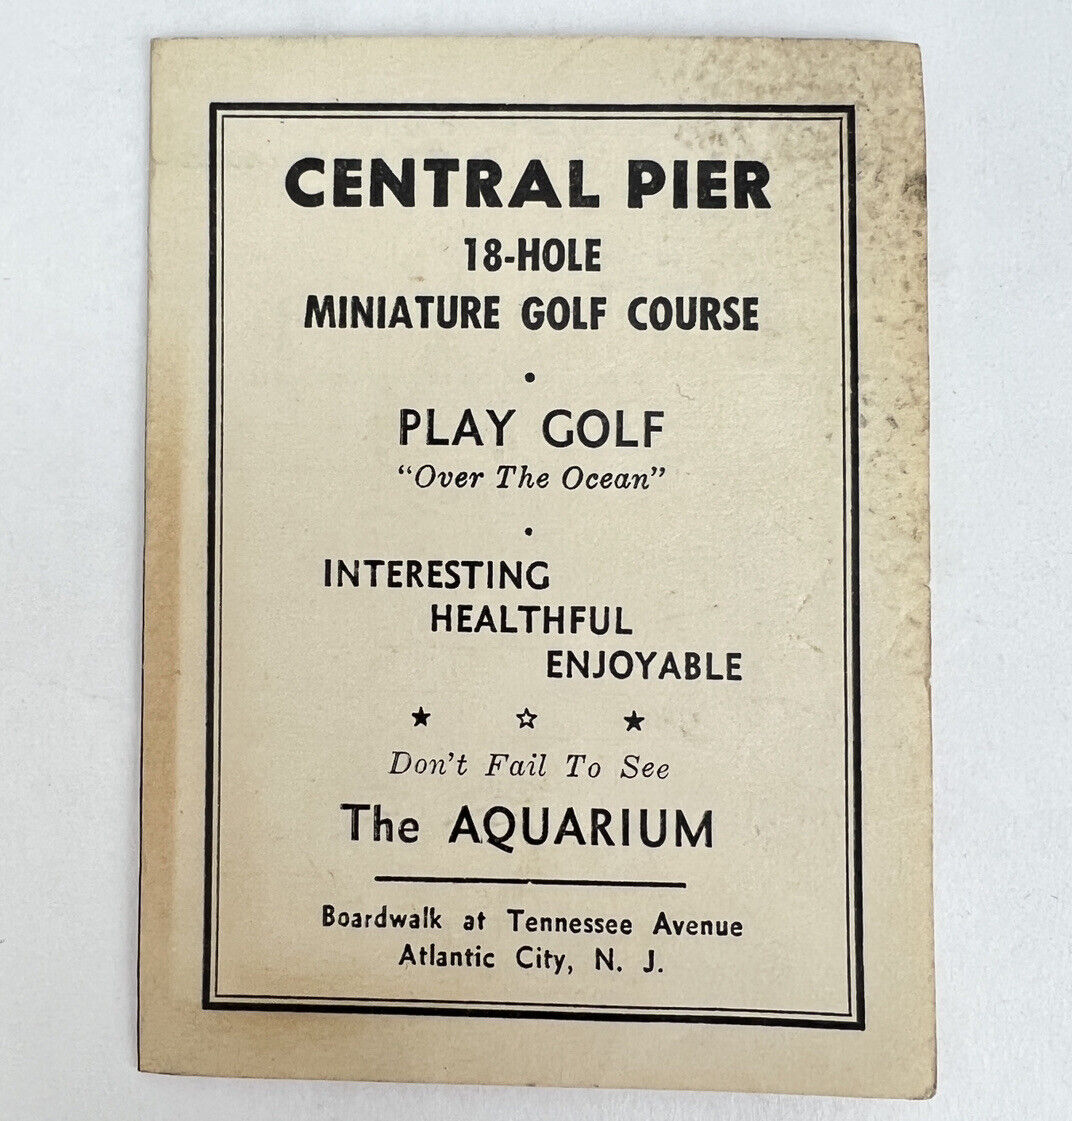 CENTRAL PIER
18-HOLE
MINIATURE GOLF COURSE
PLAY GOLF
"Over The Ocean"
INTERESTING
HEALTHFUL
ENJOYABLE
Don't Fail To See
The AQUARIUM
Boardwalk at Tennessee Avenue
Atlantic City, N. J.